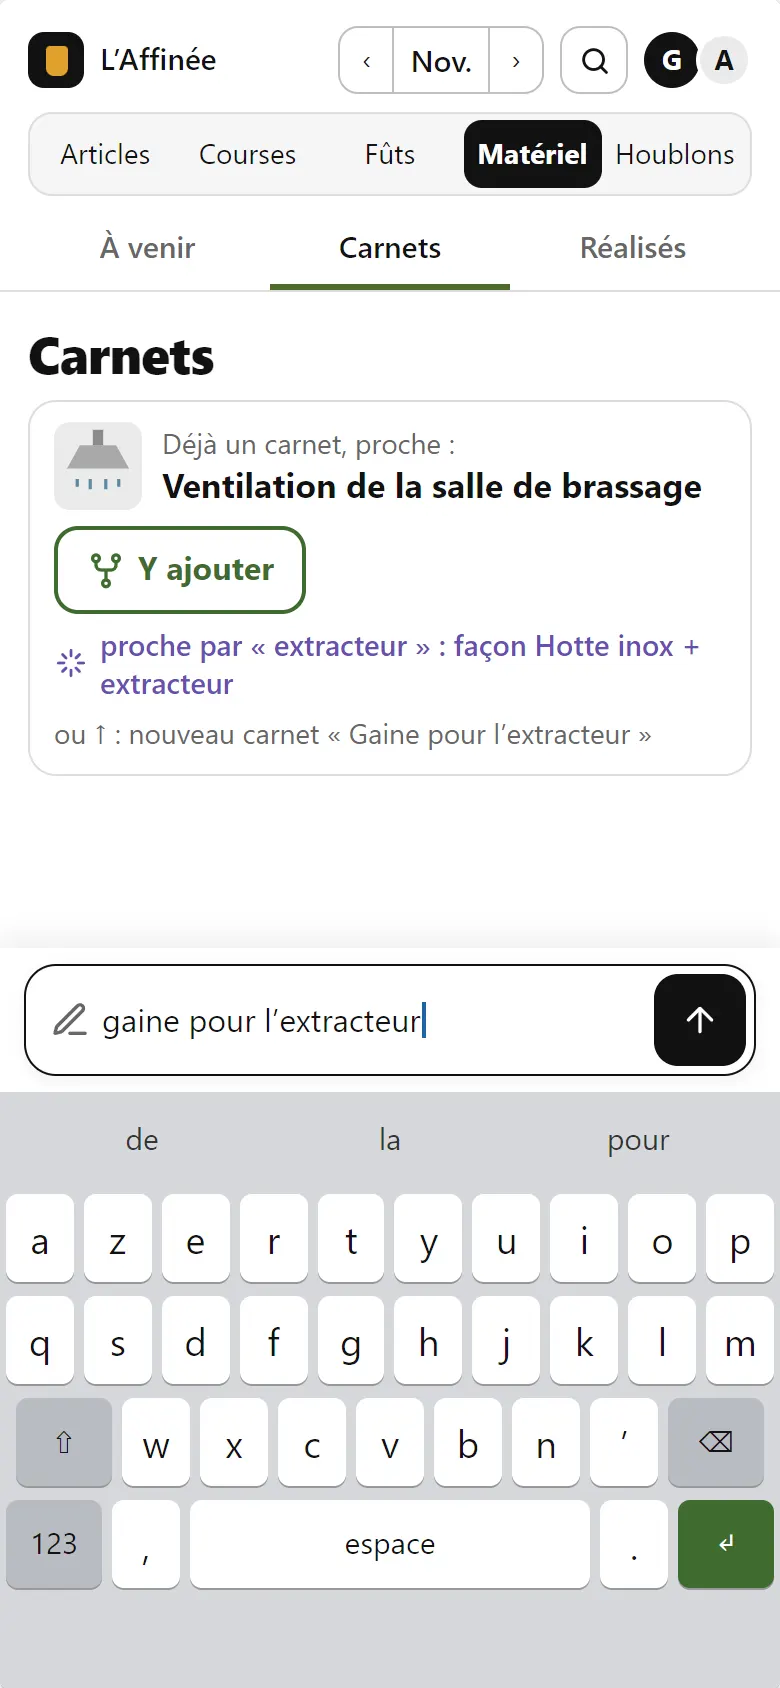 L’Affinée
‹ Nov. ›
G A
Articles Courses Fûts Matériel Houblons
À venir Carnets Réalisés
Carnets
Déjà un carnet, proche :
Ventilation de la salle de brassage
Y ajouter
proche par « extracteur » : façon Hotte inox +
extracteur
ou ↑ : nouveau carnet « Gaine pour l’extracteur »
gaine pour l’extracteur
de la pour
a z e r t y u i o p
q s d f g h j k l m
⇧ w x c v b n ’ ⌫
123 , espace . ↵